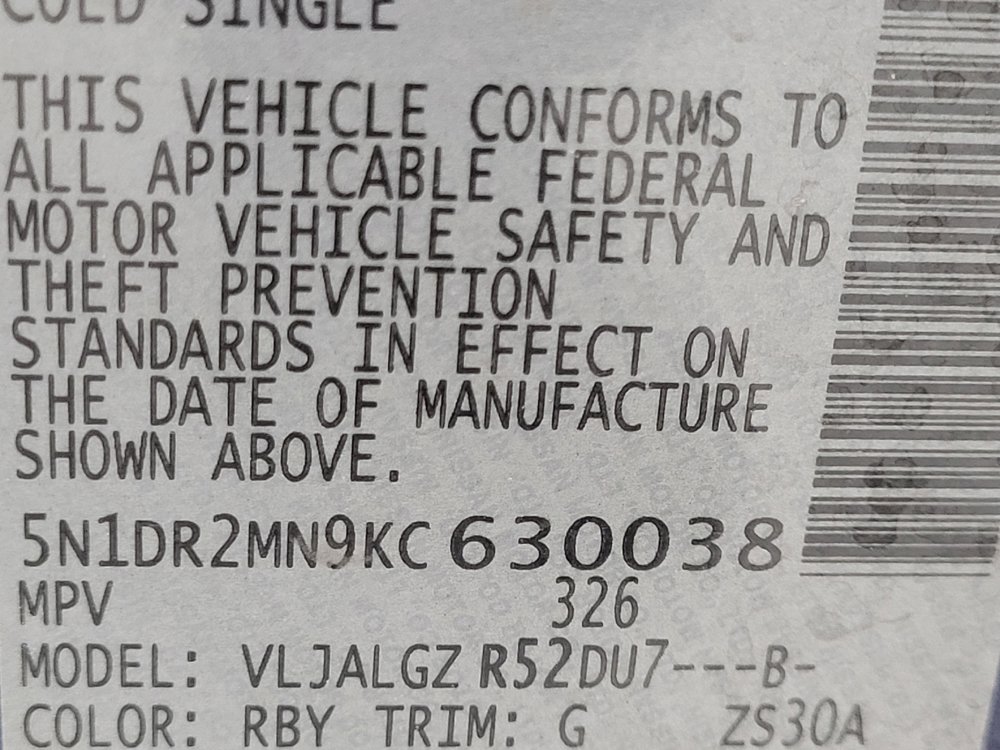 COLD SINGLE
THIS VEHICLE CONFORMS TO
ALL APPLICABLE FEDERAL
MOTOR VEHICLE SAFETY AND
THEFT PREVENTION
STANDARDS IN EFFECT ON
THE DATE OF MANUFACTURE
SHOWN ABOVE.
5N1DR2MN9KC630038
MPV 326
MODEL: VLJALGZ R52DU7---B-
COLOR: RBY TRIM: G ZS30A